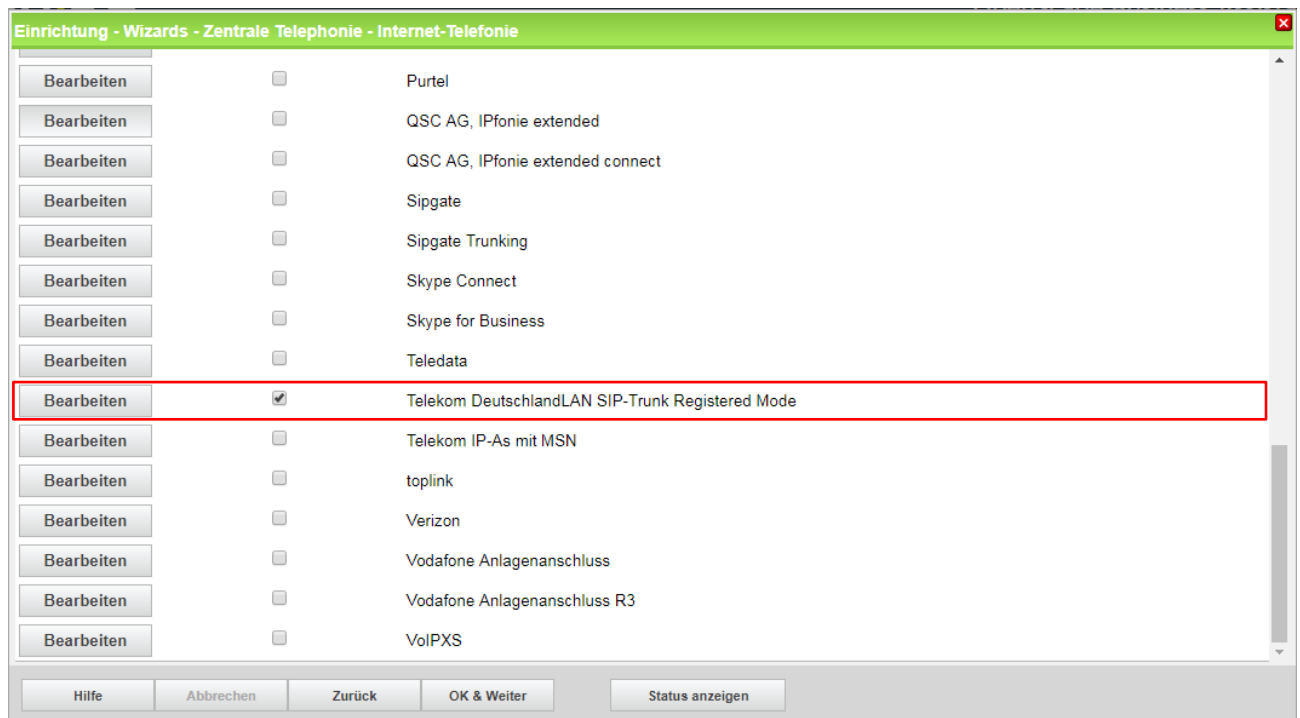 Einrichtung - Wizards - Zentrale Telephonie - Internet-Telefonie
Bearbeiten Purtel
Bearbeiten QSC AG, IPfonie extended
Bearbeiten QSC AG, IPfonie extended connect
Bearbeiten Sipgate
Bearbeiten Sipgate Trunking
Bearbeiten Skype Connect
Bearbeiten Skype for Business
Bearbeiten Teledata
Bearbeiten Telekom DeutschlandLAN SIP-Trunk Registered Mode
Bearbeiten Telekom IP-As mit MSN
Bearbeiten toplink
Bearbeiten Verizon
Bearbeiten Vodafone Anlagenanschluss
Bearbeiten Vodafone Anlagenanschluss R3
Bearbeiten VoIPXS
Hilfe Abbrechen Zurück OK & Weiter Status anzeigen